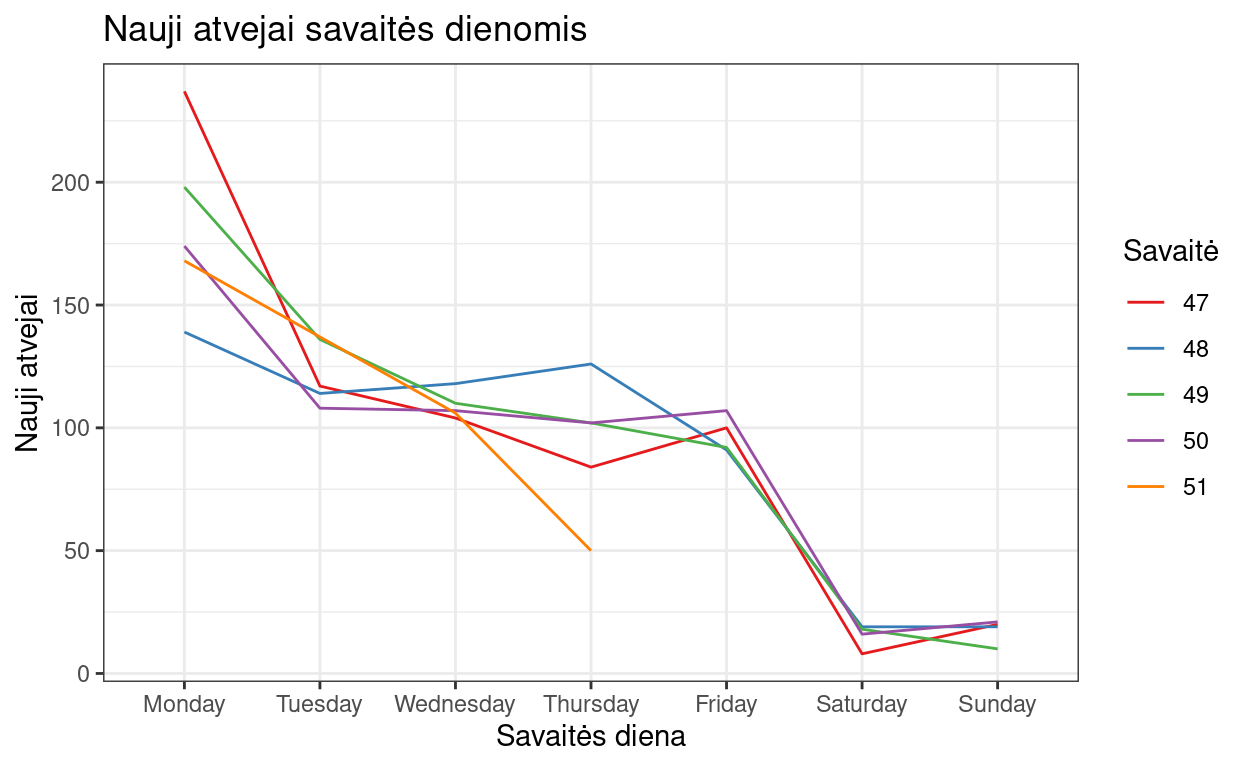 Nauji atvejai savaitės dienomis
Nauji atvejai
200
150
100
50
0
Monday Tuesday Wednesday Thursday Friday Saturday Sunday
Savaitės diena
Savaitė
47
48
49
50
51